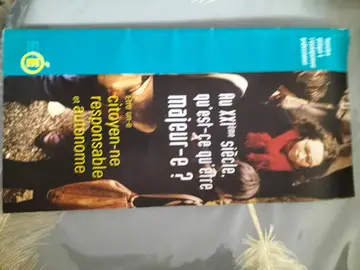 Au XXIème siècle,
qu'est-ce qu'être
majeur-e ?
Être un-e
citoyen-ne
responsable
et autonome